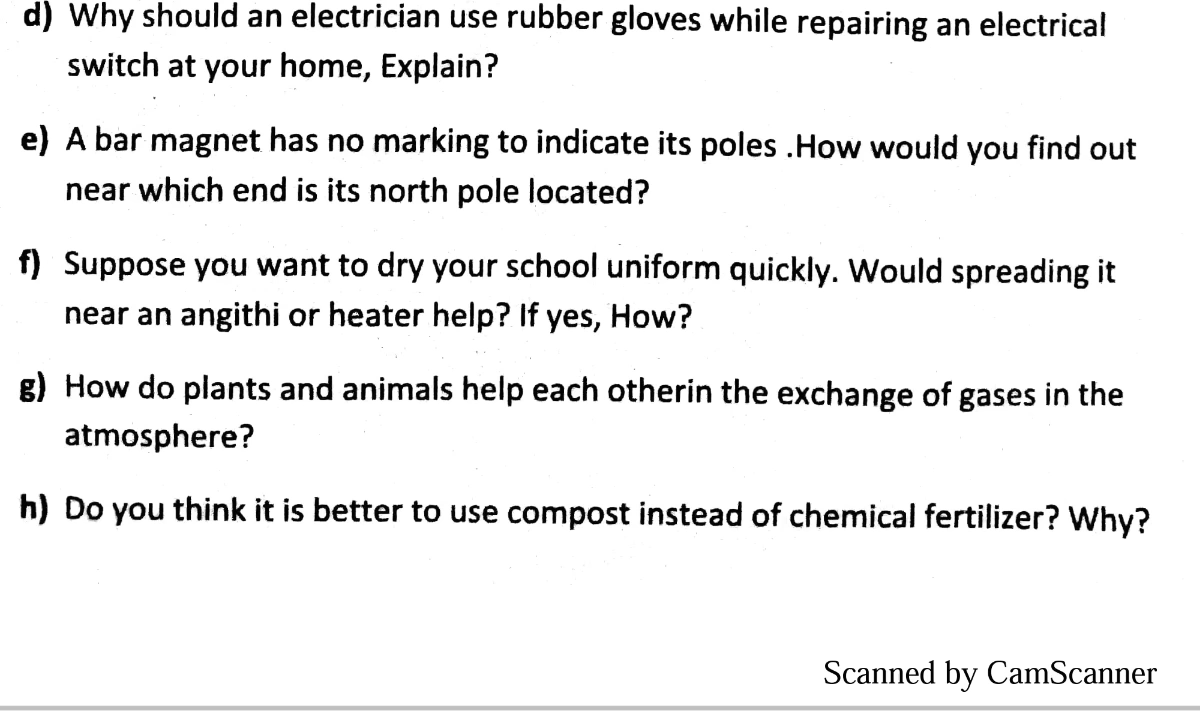 d) Why should an electrician use rubber gloves while repairing an electrical
switch at your home, Explain?
e) A bar magnet has no marking to indicate its poles .How would you find out
near which end is its north pole located?
f) Suppose you want to dry your school uniform quickly. Would spreading it
near an angithi or heater help? If yes, How?
g) How do plants and animals help each otherin the exchange of gases in the
atmosphere?
h) Do you think it is better to use compost instead of chemical fertilizer? Why?
Scanned by CamScanner